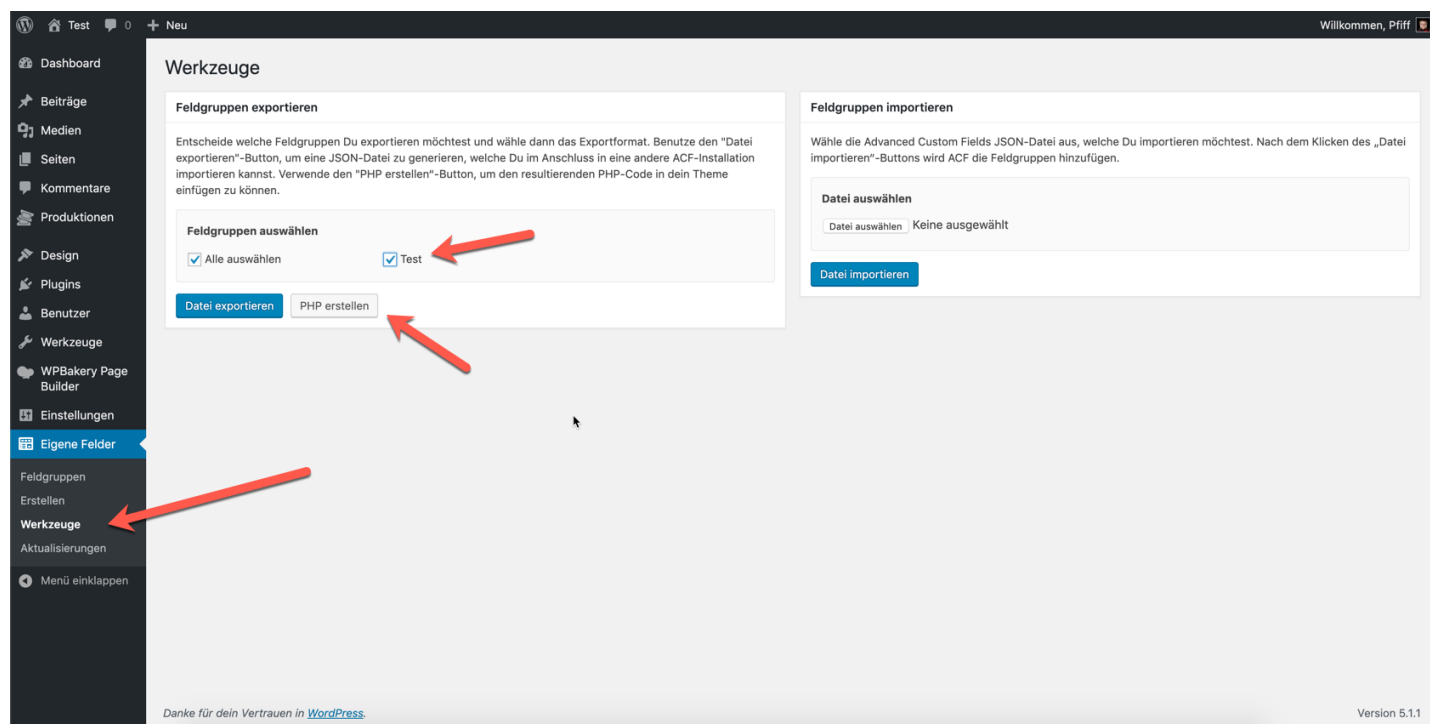 Test 0 + Neu
Willkommen, Pfiff
Dashboard
Beiträge
Medien
Seiten
Kommentare
Produktionen
Design
Plugins
Benutzer
Werkzeuge
WPBakery Page
Builder
Einstellungen
Eigene Felder
Feldgruppen
Erstellen
Werkzeuge
Aktualisierungen
Menü einklappen
Werkzeuge
Feldgruppen exportieren
Entscheide welche Feldgruppen Du exportieren möchtest und wähle dann das Exportformat. Benutze den "Datei
exportieren"-Button, um eine JSON-Datei zu generieren, welche Du im Anschluss in eine andere ACF-Installation
importieren kannst. Verwende den "PHP erstellen“-Button, um den resultierenden PHP-Code in dein Theme
einfügen zu können.
Feldgruppen auswählen
Alle auswählen
Test
Datei exportieren
PHP erstellen
Feldgruppen importieren
Wähle die Advanced Custom Fields JSON-Datei aus, welche Du importieren möchtest. Nach dem Klicken des „Datei
importieren“-Buttons wird ACF die Feldgruppen hinzufügen.
Datei auswählen
Datei auswählen Keine ausgewählt
Datei importieren
Danke für dein Vertrauen in WordPress.
Version 5.1.1